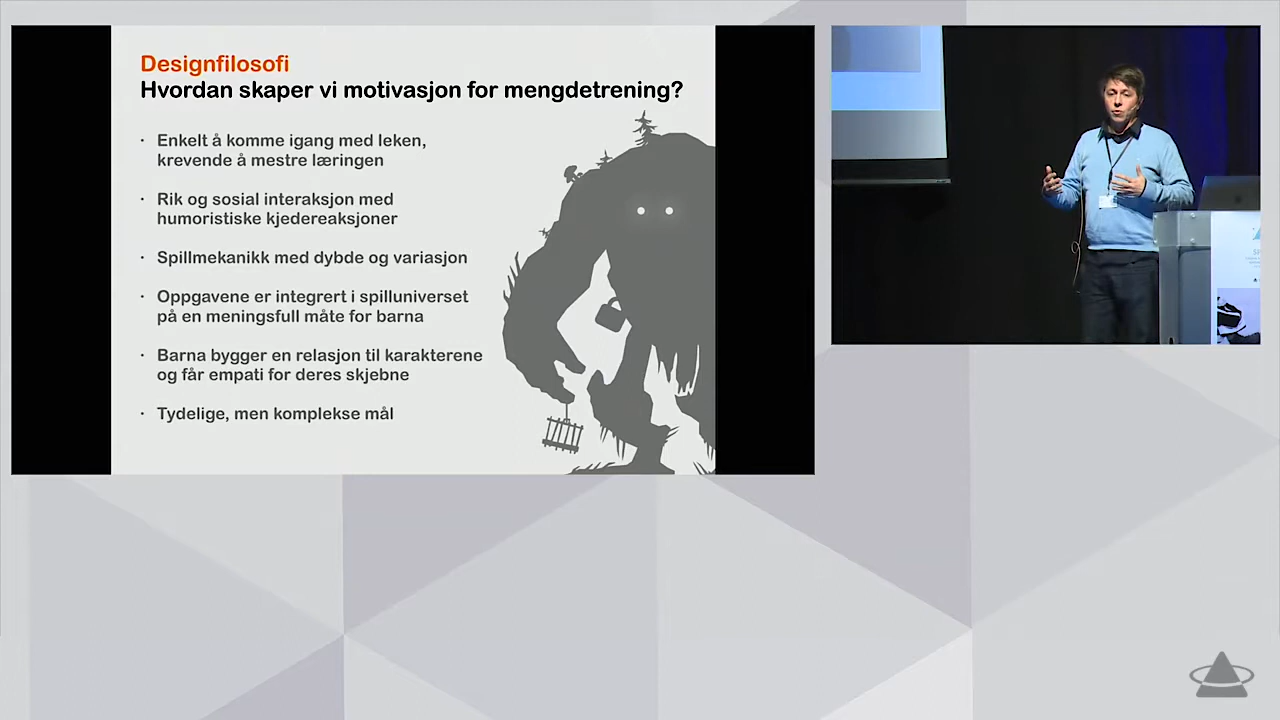 Designfilosofi
Hvordan skaper vi motivasjon for mengdetrening?
· Enkelt å komme igang med leken,
krevende å mestre læringen
· Rik og sosial interaksjon med
humoristiske kjedereaksjoner
· Spillmekanikk med dybde og variasjon
· Oppgavene er integrert i spilluniverset
på en meningsfull måte for barna
· Barna bygger en relasjon til karakterene
og får empati for deres skjebne
· Tydelige, men komplekse mål